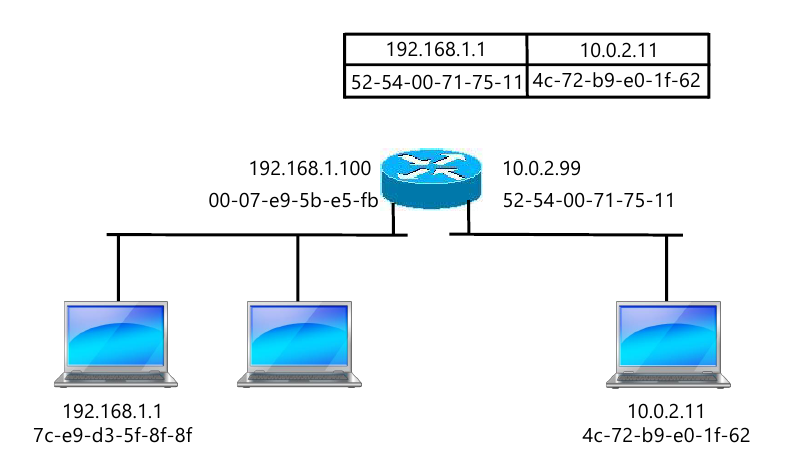 192.168.1.1 10.0.2.11
52-54-00-71-75-11 4c-72-b9-e0-1f-62
192.168.1.100 10.0.2.99
00-07-e9-5b-e5-fb 52-54-00-71-75-11
192.168.1.1 10.0.2.11
7c-e9-d3-5f-8f-8f 4c-72-b9-e0-1f-62